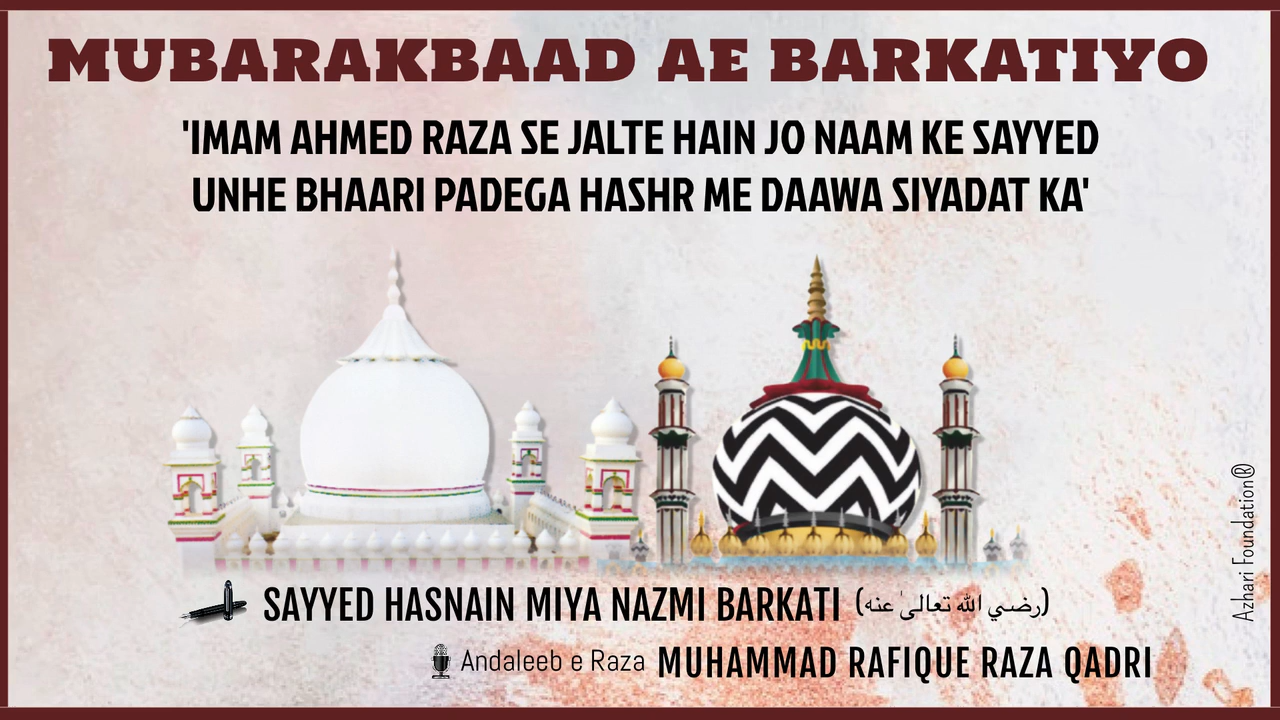 MUBARAKBAAD AE BARKATIYO
'IMAM AHMED RAZA SE JALTE HAIN JO NAAM KE SAYYED
UNHE BHAARI PADEGA HASHR ME DAAWA SIYADAT KA'
SAYYED HASNAIN MIYA NAZMI BARKATI (رضي الله تعالىٰ عنه)
Andaleeb e Raza MUHAMMAD RAFIQUE RAZA QADRI
Azhari Foundation®